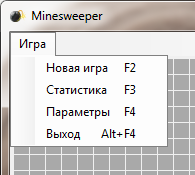 Minesweeper
Игра
Новая игра F2
Статистика F3
Параметры F4
Выход Alt+F4